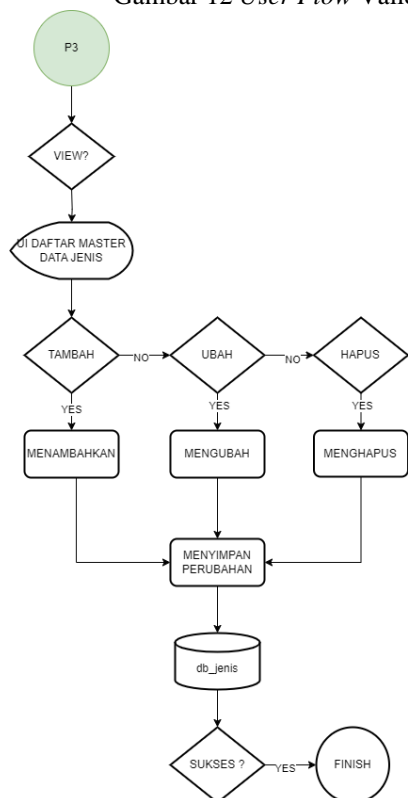 Gambar 12 User Flow Vali
P3
VIEW?
UI DAFTAR MASTER
DATA JENIS
TAMBAH
NO
UBAH
NO
HAPUS
YES
YES
YES
MENAMBAHKAN
MENGUBAH
MENGHAPUS
MENYIMPAN
PERUBAHAN
db_jenis
SUKSES ?
YES
FINISH